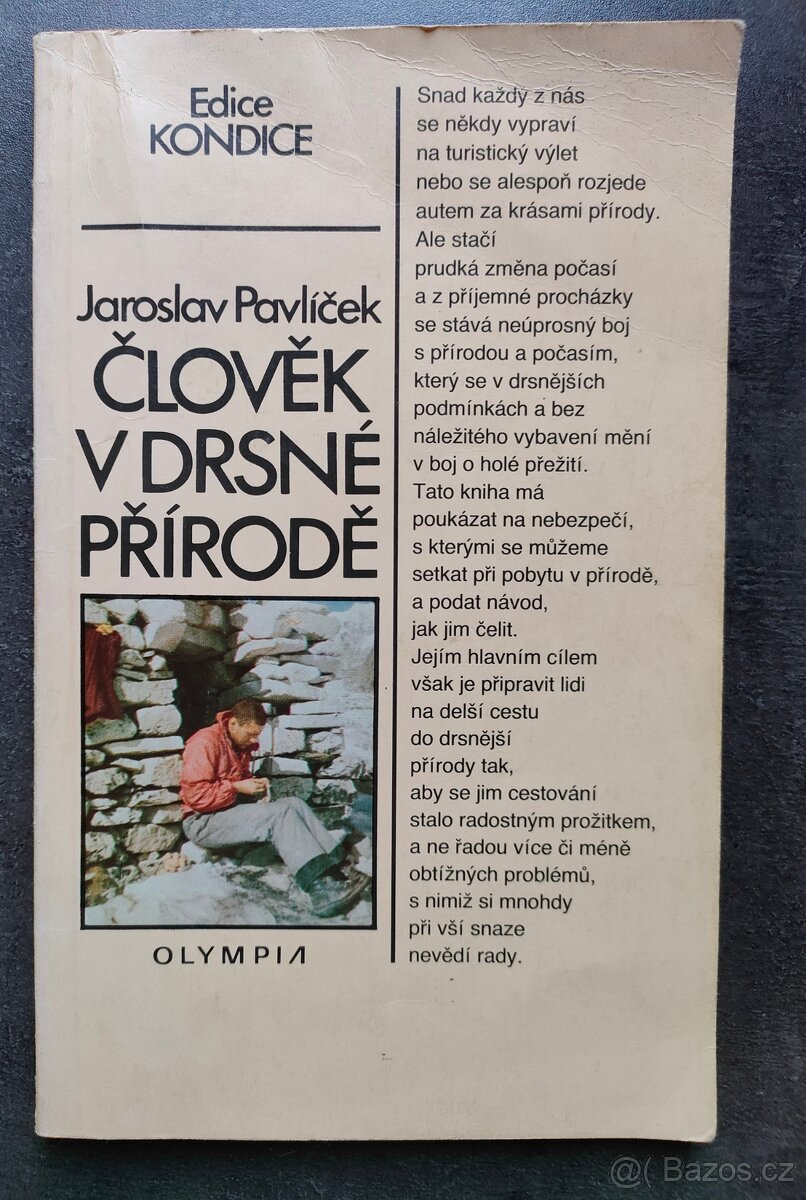 Edice
KONDICE
Jaroslav Pavlíček
ČLOVĚK
V DRSNÉ
PŘÍRODĚ
OLYMPIA
Snad každý z nás
se někdy vypraví
na turistický výlet
nebo se alespoň rozjede
autem za krásami přírody.
Ale stačí
prudká změna počasí
a z příjemné procházky
se stává neúprosný boj
s přírodou a počasím,
který se v drsnějších
podmínkách a bez
náležitého vybavení mění
v boj o holé přežití.
Tato kniha má
poukázat na nebezpečí,
s kterými se můžeme
setkat při pobytu v přírodě,
a podat návod,
jak jim čelit.
Jejím hlavním cílem
však je připravit lidi
na delší cestu
do drsnější
přírody tak,
aby se jim cestování
stalo radostným prožitkem,
a ne řadou více či méně
obtížných problémů,
s nimiž si mnohdy
při vší snaze
nevědí rady.
@( Bazos.cz